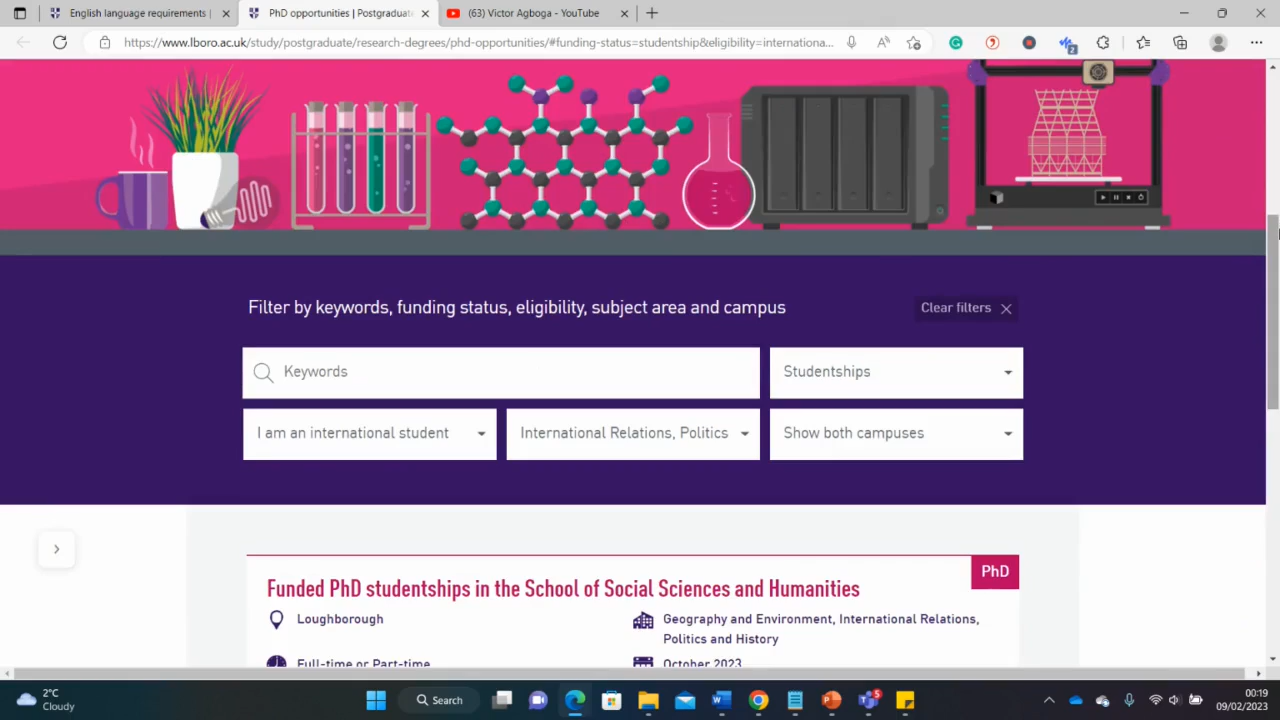 English language requirements |
PhD opportunities | Postgraduate
(63) Victor Agboga - YouTube
https://www.lboro.ac.uk/study/postgraduate/research-degrees/phd-opportunities/#funding-status=studentship&eligibility=internationa...
Filter by keywords, funding status, eligibility, subject area and campus
Clear filters
Keywords
Studentships
I am an international student
International Relations, Politics
Show both campuses
PhD
Funded PhD studentships in the School of Social Sciences and Humanities
Loughborough
Geography and Environment, International Relations,
Politics and History
Full-time or Part-time
October 2023
2°C
Cloudy
Search
00:19
09/02/2023
2
5